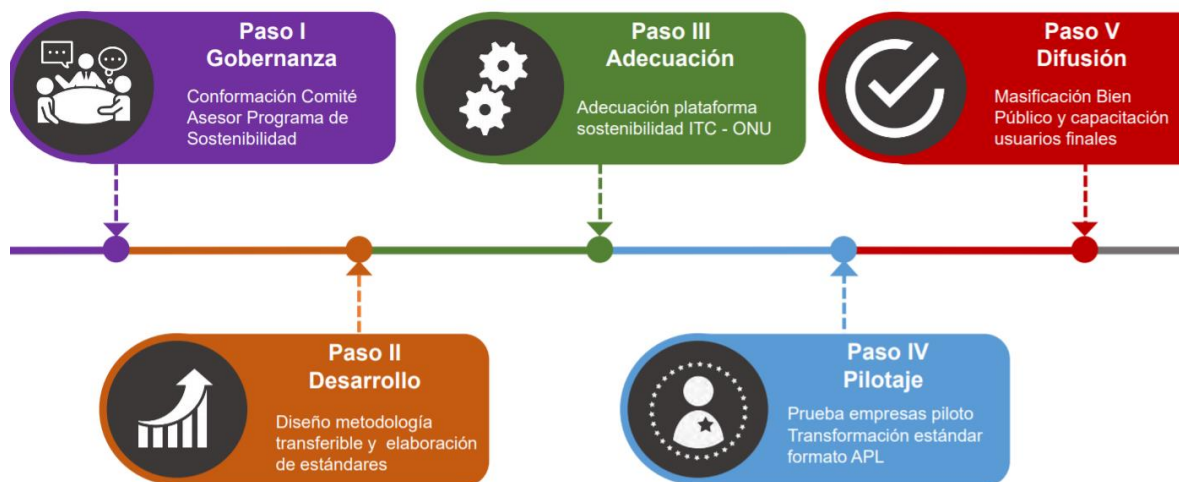 Paso I
Gobernanza
Conformación Comité
Asesor Programa de
Sostenibilidad
Paso II
Desarrollo
Diseño metodología
transferible y elaboración
de estándares
Paso III
Adecuación
Adecuación plataforma
sostenibilidad ITC - ONU
Paso IV
Pilotaje
Prueba empresas piloto
Transformación estándar
formato APL
Paso V
Difusión
Masificación Bien
Público y capacitación
usuarios finales